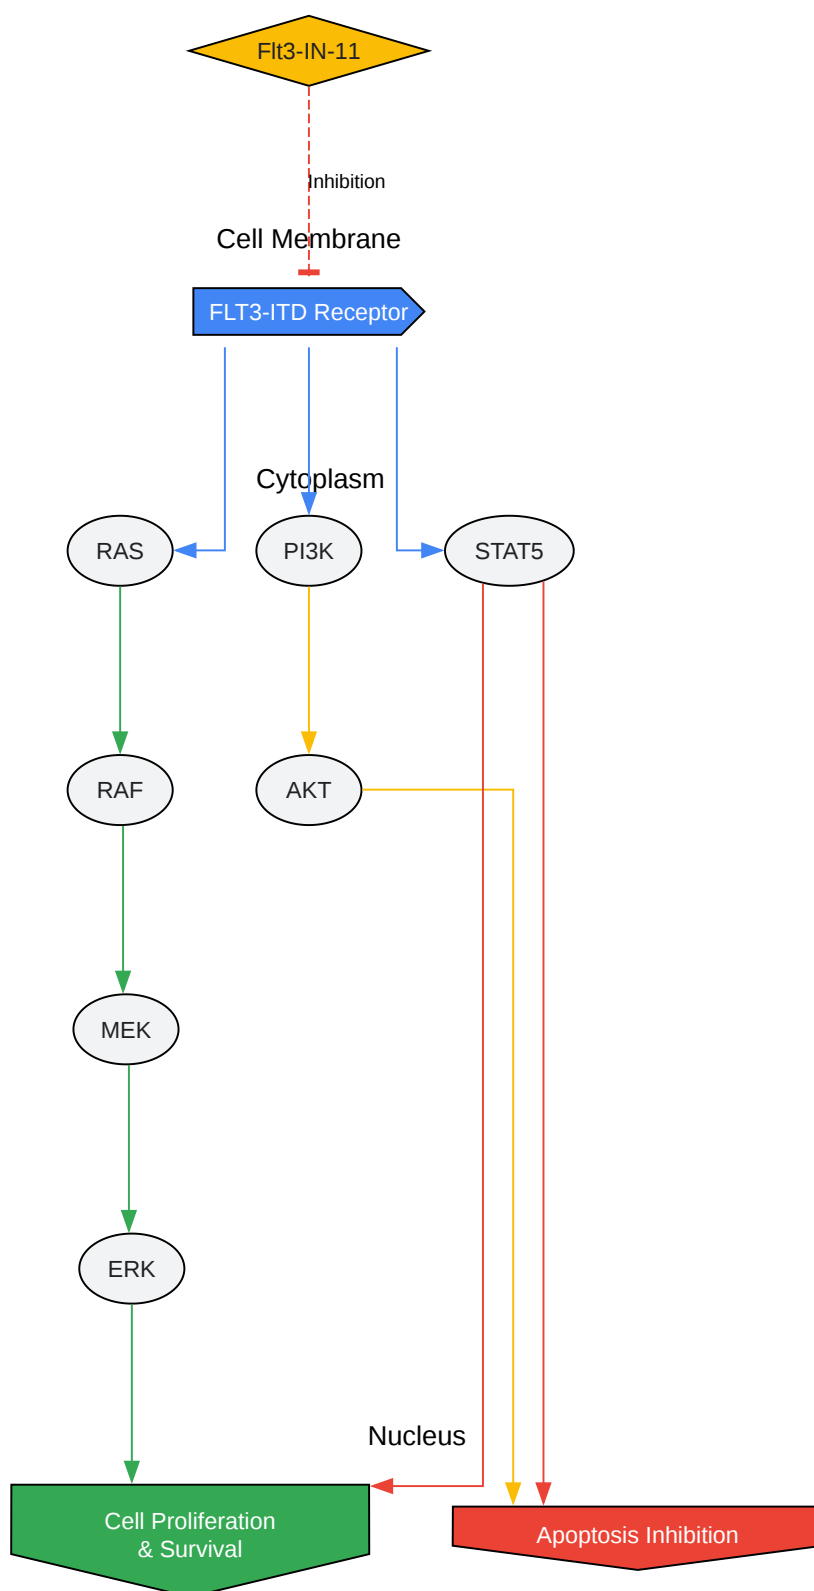 Flt3-IN-11
Inhibition
Cell Membrane
FLT3-ITD Receptor
Cytoplasm
RAS
PI3K
STAT5
RAF
AKT
MEK
ERK
Nucleus
Cell Proliferation
& Survival
Apoptosis Inhibition